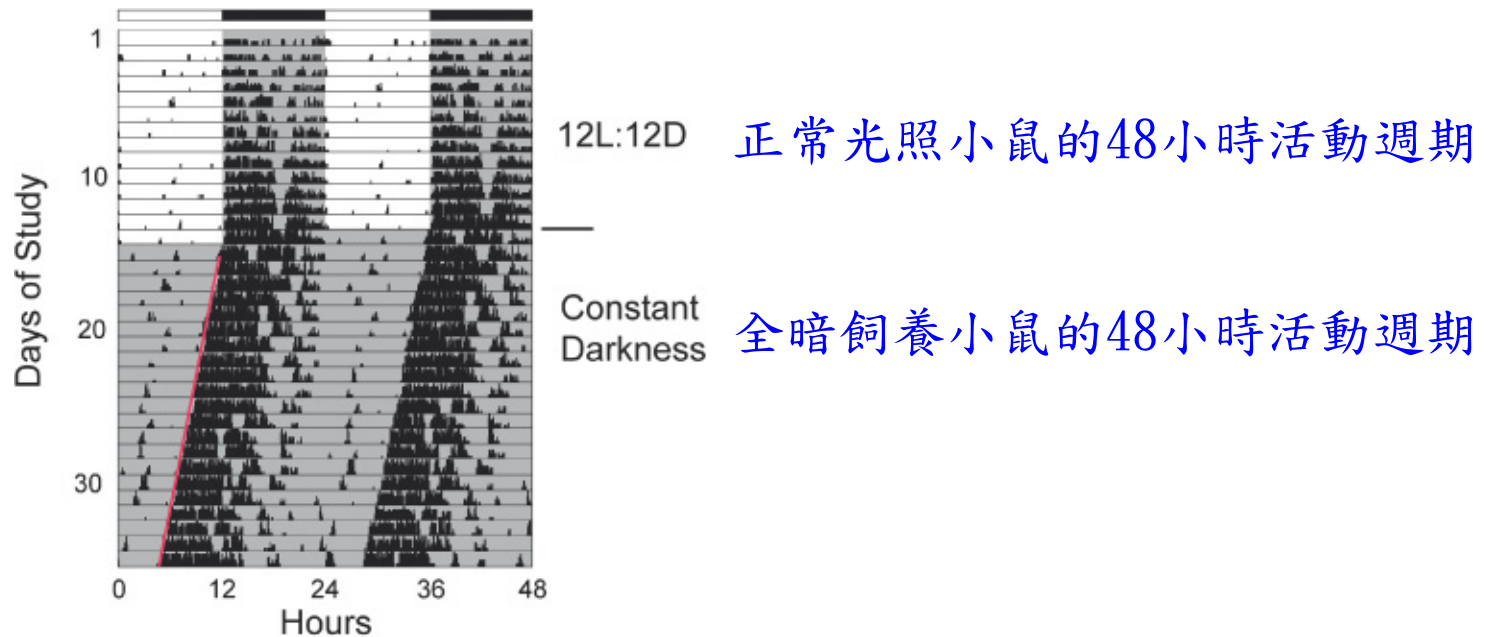 1
10
20
30
Days of Study
0 12 24 36 48
Hours
12L:12D
正常光照小鼠的48小時活動週期
Constant
Darkness
全暗飼養小鼠的48小時活動週期